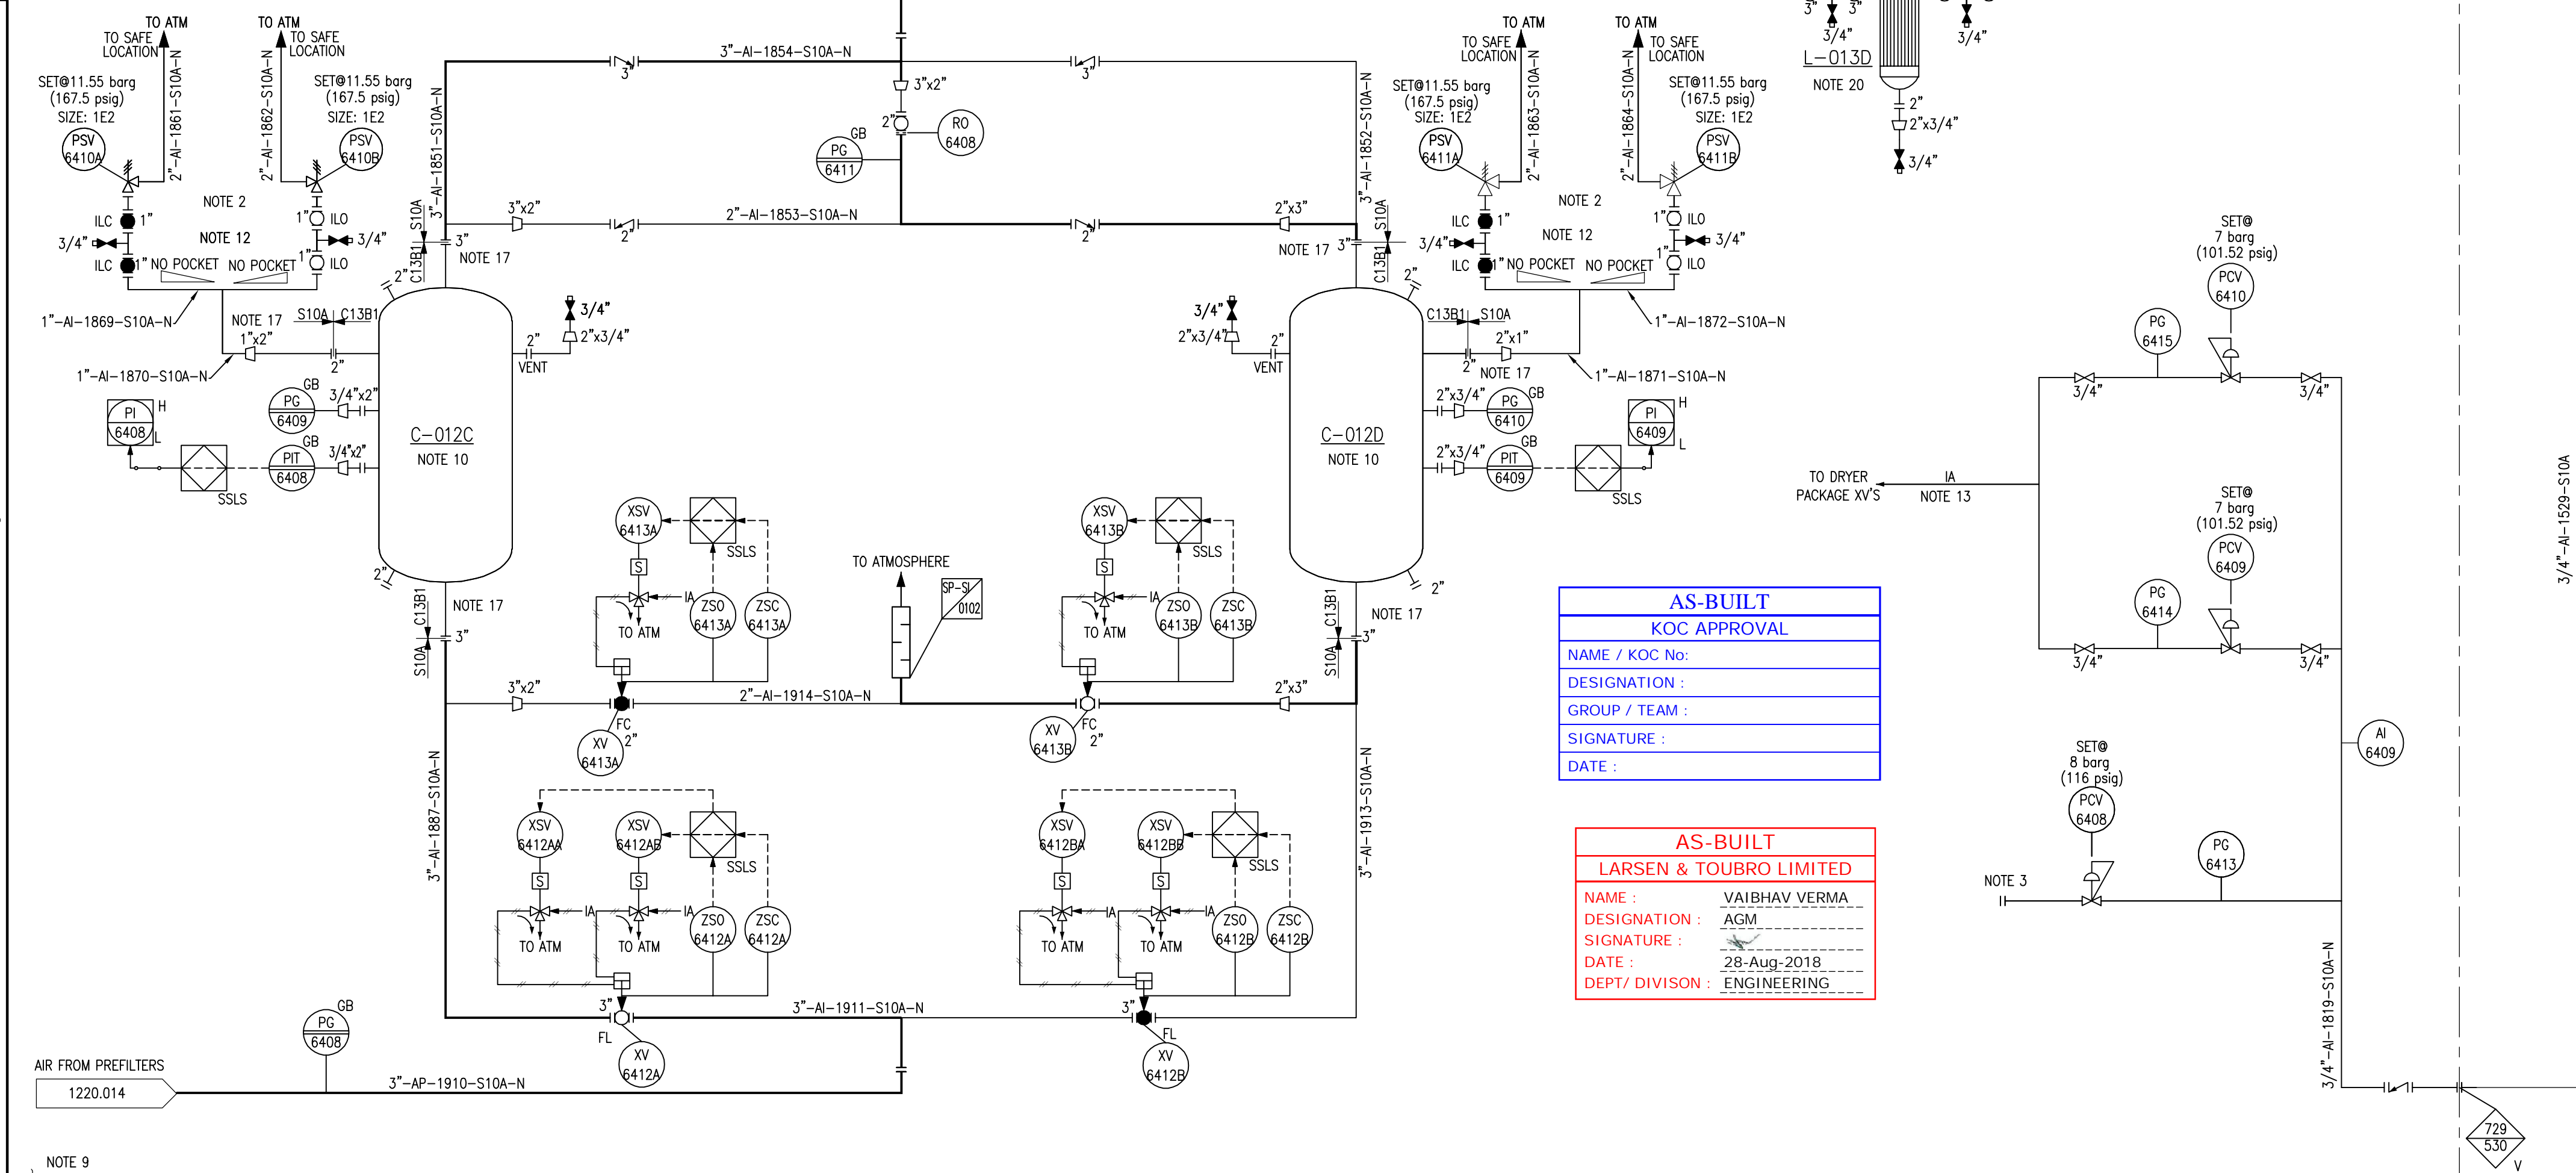 TO ATM
TO SAFE
LOCATION
SET@11.55 barg
(167.5 psig)
SIZE: 1E2
PSV
6410A
2"-AI-1861-S10A-N
TO ATM
TO SAFE
LOCATION
2"-AI-1862-S10A-N
SET@11.55 barg
(167.5 psig)
SIZE: 1E2
PSV
6410B
NOTE 2
NOTE 12
ILC
1"
3/4"
ILC
1"
NO POCKET
NO POCKET
1"
ILO
3/4"
1"
ILO
1"-AI-1869-S10A-N
NOTE 17
1"x2"
S10A
C13B1
2"
1"-AI-1870-S10A-N
3"-AI-1851-S10A-N
C13B1
S10A
3"
NOTE 17
2"
3"-AI-1854-S10A-N
3"
3"
3"x2"
2"
RO
6408
GB
PG
6411
3"x2"
2"
2"-AI-1853-S10A-N
2"
2"x3"
3"-AI-1852-S10A-N
NOTE 17
3"
C13B1
S10A
2"
3/4"
2"x3/4"
2"
VENT
GB
3/4"x2"
PG
6409
PI
6408
H
L
SSLS
GB
3/4"x2"
PIT
6408
C-012C
NOTE 10
2"
NOTE 17
C13B1
S10A
3"
3/4"
2"x3/4"
2"
VENT
C-012D
NOTE 10
C13B1
S10A
2"x1"
2"
NOTE 17
1"-AI-1871-S10A-N
1"-AI-1872-S10A-N
2"x3/4"
GB
PG
6410
2"x3/4"
GB
PIT
6409
SSLS
PI
6409
H
L
2"
NOTE 17
C13B1
S10A
3"
TO ATM
TO SAFE
LOCATION
SET@11.55 barg
(167.5 psig)
SIZE: 1E2
PSV
6411A
2"-AI-1863-S10A-N
TO ATM
TO SAFE
LOCATION
2"-AI-1864-S10A-N
SET@11.55 barg
(167.5 psig)
SIZE: 1E2
PSV
6411B
NOTE 2
NOTE 12
ILC
1"
3/4"
ILC
1"
NO POCKET
NO POCKET
1"
ILO
3/4"
1"
ILO
3"
3"
3/4"
3/4"
L-013D
NOTE 20
2"
2"x3/4"
3/4"
XSV
6413A
SSLS
S
IA
TO ATM
ZSO
6413A
ZSC
6413A
TO ATMOSPHERE
SP-SI
0102
XSV
6413B
SSLS
S
IA
TO ATM
ZSO
6413B
ZSC
6413B
3"x2"
2"-AI-1914-S10A-N
2"x3"
FC
2"
XV
6413A
FC
2"
XV
6413B
3"-AI-1887-S10A-N
3"-AI-1913-S10A-N
XSV
6412AA
XSV
6412AB
SSLS
S
S
IA
IA
TO ATM
TO ATM
ZSO
6412A
ZSC
6412A
XSV
6412BA
XSV
6412BB
SSLS
S
S
IA
IA
TO ATM
TO ATM
ZSO
6412B
ZSC
6412B
3"
FL
XV
6412A
3"-AI-1911-S10A-N
3"
FL
XV
6412B
GB
PG
6408
AIR FROM PREFILTERS
1220.014
3"-AP-1910-S10A-N
NOTE 9
AS-BUILT
KOC APPROVAL
NAME / KOC No:
DESIGNATION :
GROUP / TEAM :
SIGNATURE :
DATE :
AS-BUILT
LARSEN & TOUBRO LIMITED
NAME : VAIBHAV VERMA
DESIGNATION : AGM
SIGNATURE :
DATE : 28-Aug-2018
DEPT/ DIVISON : ENGINEERING
SET@
7 barg
(101.52 psig)
PCV
6410
PG
6415
3/4"
3/4"
TO DRYER
PACKAGE XV'S
IA
NOTE 13
SET@
7 barg
(101.52 psig)
PCV
6409
PG
6414
3/4"
3/4"
AI
6409
SET@
8 barg
(116 psig)
PCV
6408
PG
6413
NOTE 3
3/4"-AI-1819-S10A-N
3/4"-AI-1529-S10A
729
530
V